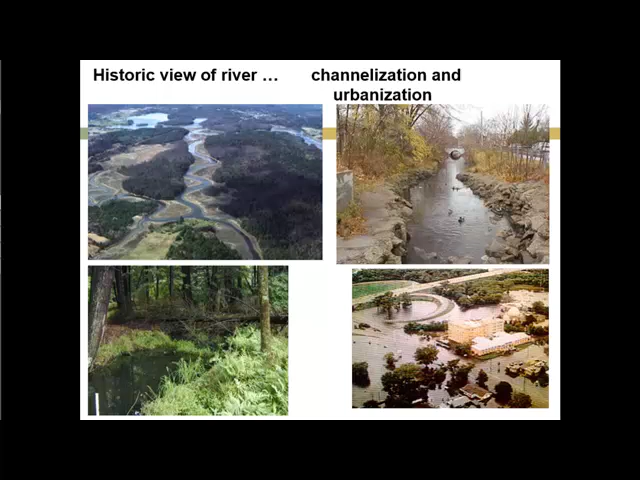 Historic view of river …
channelization and
urbanization